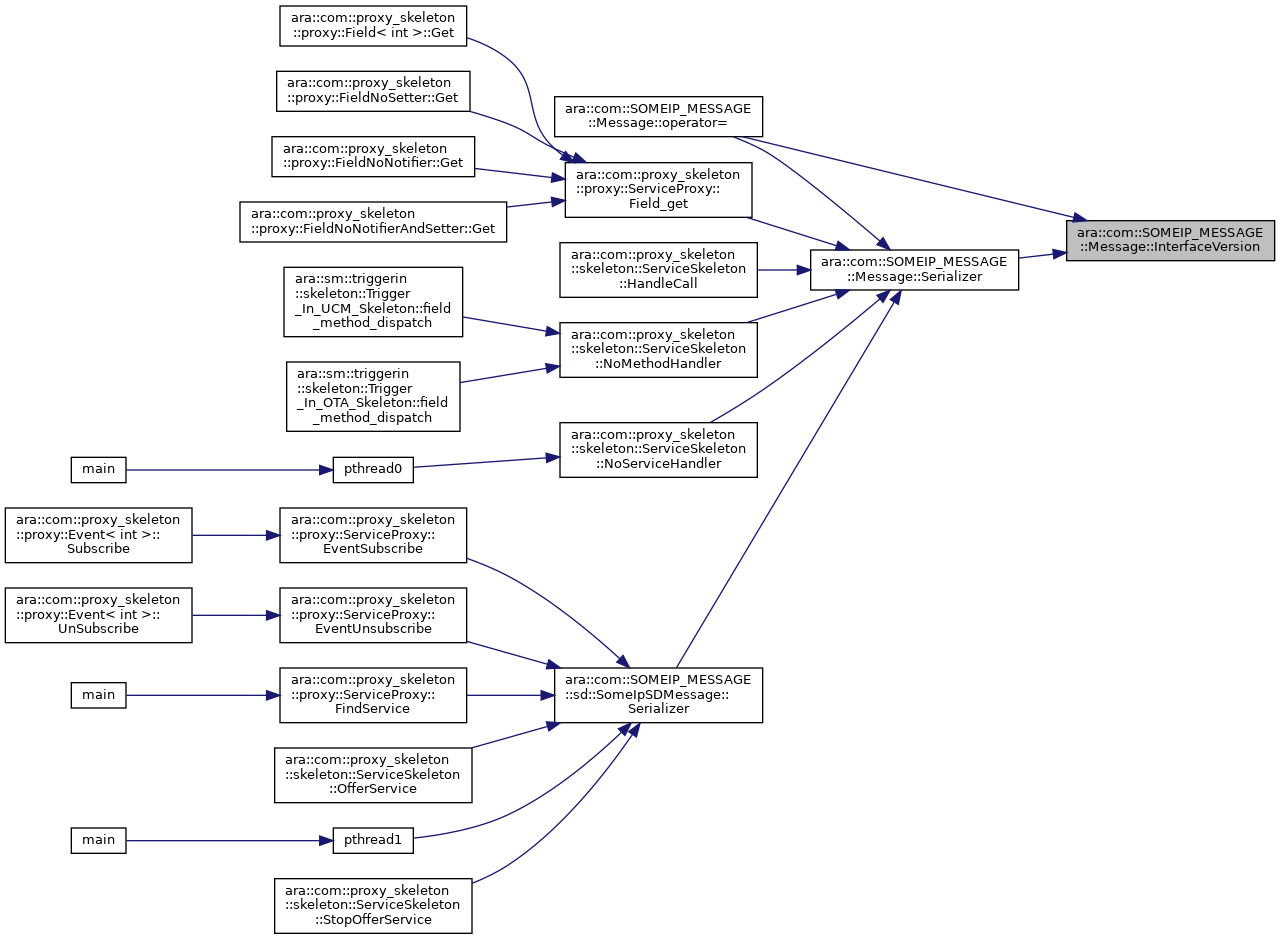 ara::com::proxy_skeleton
::proxy::Field< int >::Get
ara::com::proxy_skeleton
::proxy::FieldNoSetter::Get
ara::com::proxy_skeleton
::proxy::FieldNoNotifier::Get
ara::com::proxy_skeleton
::proxy::FieldNoNotifierAndSetter::Get
ara::sm::triggerin
::skeleton::Trigger
_In_UCM_Skeleton::field
_method_dispatch
ara::sm::triggerin
::skeleton::Trigger
_In_OTA_Skeleton::field
_method_dispatch
main
pthread0
ara::com::proxy_skeleton
::proxy::Event< int >::
Subscribe
ara::com::proxy_skeleton
::proxy::ServiceProxy::
EventSubscribe
ara::com::proxy_skeleton
::proxy::Event< int >::
UnSubscribe
ara::com::proxy_skeleton
::proxy::ServiceProxy::
EventUnsubscribe
main
ara::com::proxy_skeleton
::proxy::ServiceProxy::
FindService
ara::com::proxy_skeleton
::skeleton::ServiceSkeleton
::OfferService
main
pthread1
ara::com::proxy_skeleton
::skeleton::ServiceSkeleton
::StopOfferService
ara::com::SOMEIP_MESSAGE
::Message::operator=
ara::com::proxy_skeleton
::proxy::ServiceProxy::
Field_get
ara::com::proxy_skeleton
::skeleton::ServiceSkeleton
::HandleCall
ara::com::proxy_skeleton
::skeleton::ServiceSkeleton
::NoMethodHandler
ara::com::proxy_skeleton
::skeleton::ServiceSkeleton
::NoServiceHandler
ara::com::SOMEIP_MESSAGE
::sd::SomeIpSDMessage::
Serializer
ara::com::SOMEIP_MESSAGE
::Message::Serializer
ara::com::SOMEIP_MESSAGE
::Message::InterfaceVersion